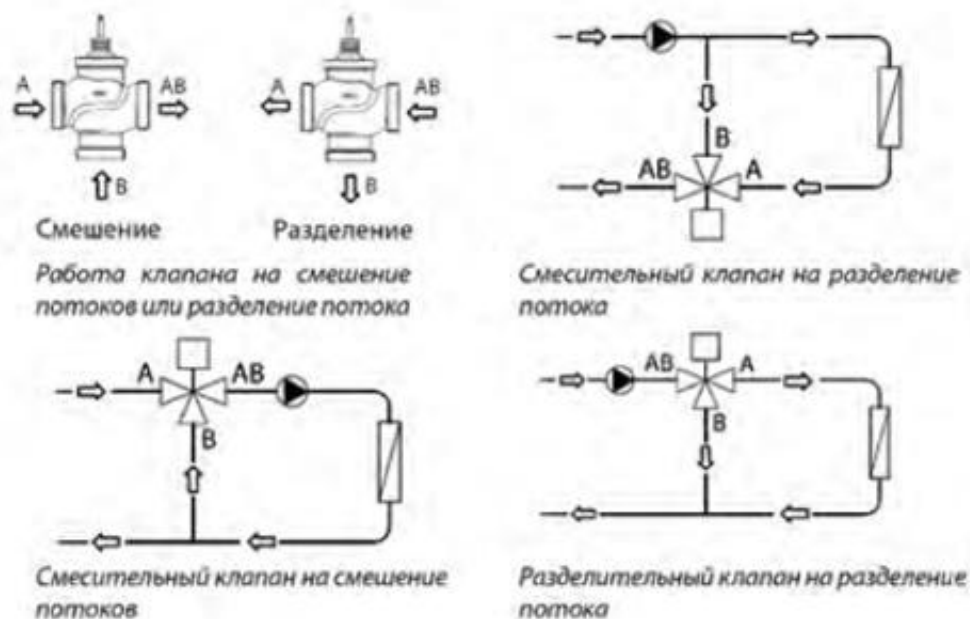 A AB A AB
B B
Смешение Разделение
Работа клапана на смешение
потоков или разделение потока
B
AB A
Смесительный клапан на разделение
потока
A AB
B
Смесительный клапан на смешение
потоков
AB A
B
Разделительный клапан на разделение
потока